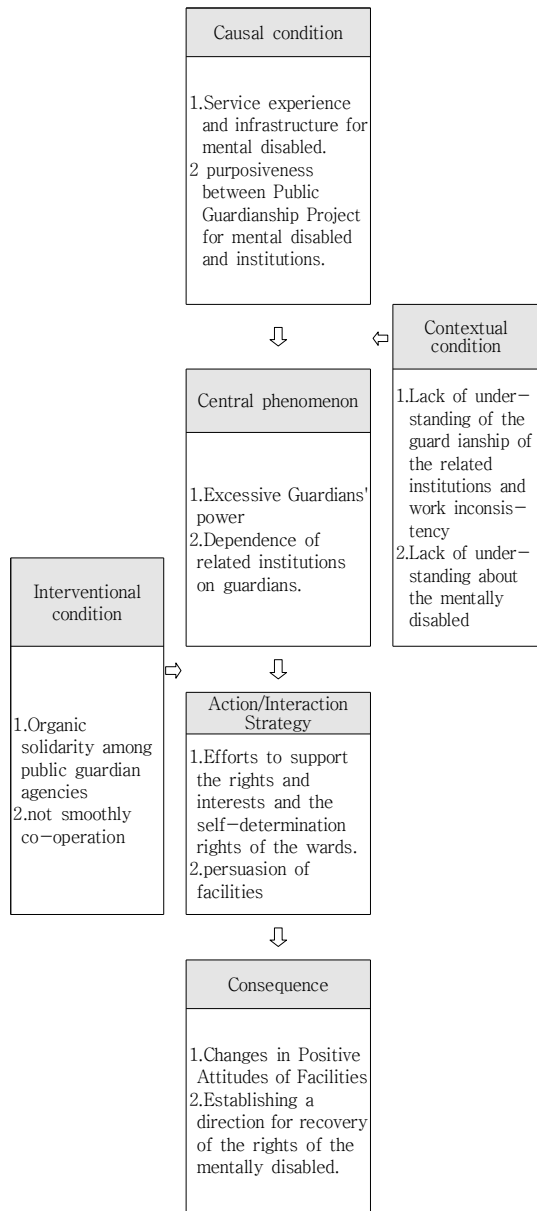 Causal condition
1.Service experience
and infrastructure for
mental disabled.
2 purposiveness
between Public
Guardianship Project
for mental disabled
and institutions.
Contextual
condition
1.Lack of under-
standing of the
guard ianship of
the related
institutions and
work inconsis-
tency
2.Lack of under-
standing about
the mentally
disabled
Central phenomenon
1.Excessive Guardians'
power
2.Dependence of
related institutions
on guardians.
Interventional
condition
1.Organic
solidarity among
public guardian
agencies
2.not smoothly
co-operation
Action/Interaction
Strategy
1.Efforts to support
the rights and
interests and the
self-determination
rights of the wards.
2.persuasion of
facilities
Consequence
1.Changes in Positive
Attitudes of Facilities
2.Establishing a
direction for recovery
of the rights of the
mentally disabled.